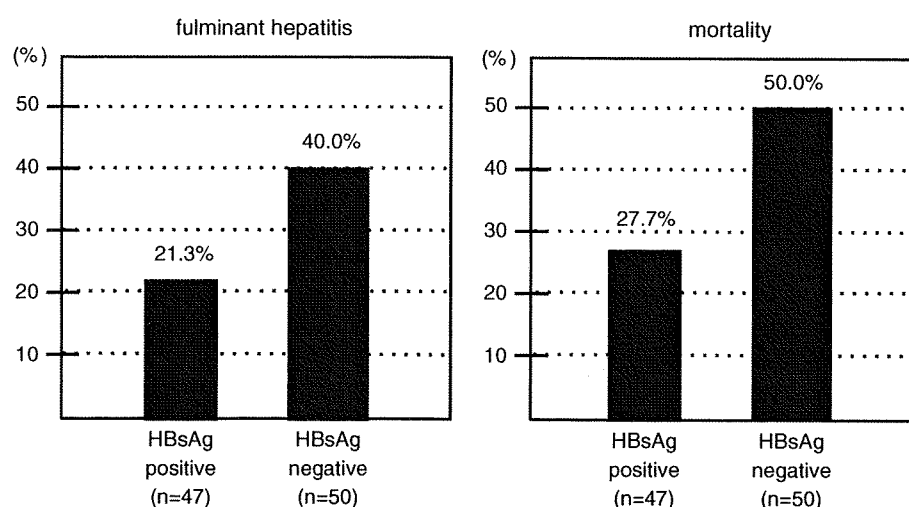 fulminant hepatitis
(%)
50
40
30
20
10
21.3%
40.0%
HBsAg
positive
(n=47)
HBsAg
negative
(n=50)
mortality
(%)
50
40
30
20
10
27.7%
50.0%
HBsAg
positive
(n=47)
HBsAg
negative
(n=50)